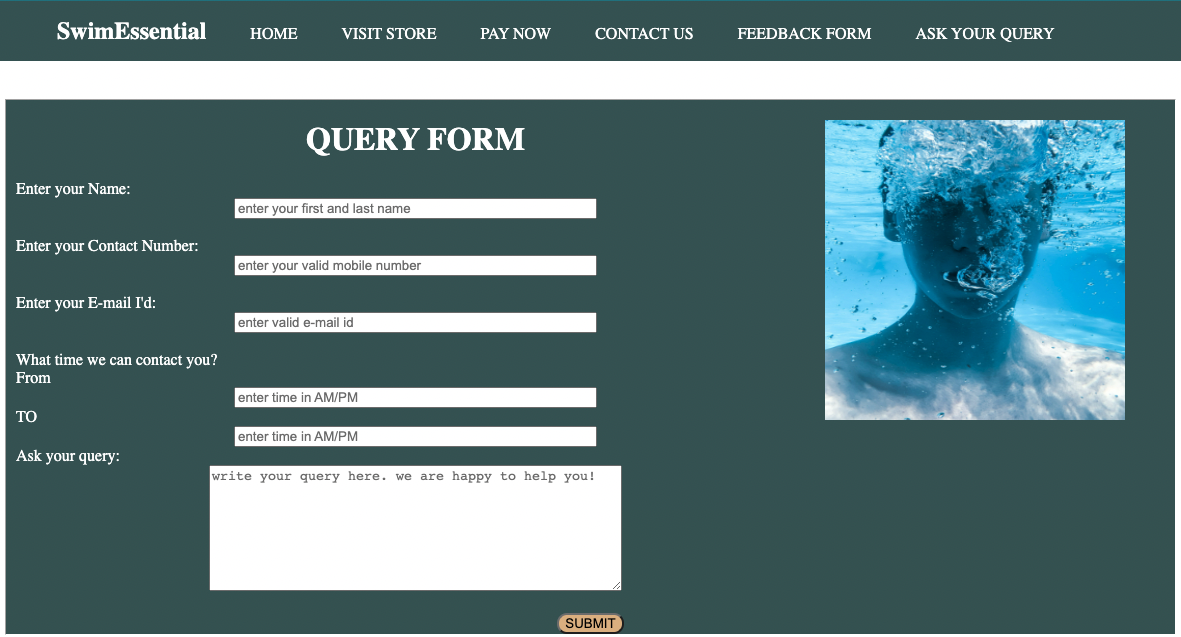 SwimEssential HOME VISIT STORE PAY NOW CONTACT US FEEDBACK FORM ASK YOUR QUERY
QUERY FORM
Enter your Name:
enter your first and last name
Enter your Contact Number:
enter your valid mobile number
Enter your E-mail I'd:
enter valid e-mail id
What time we can contact you?
From
enter time in AM/PM
TO
enter time in AM/PM
Ask your query:
write your query here. we are happy to help you!
SUBMIT